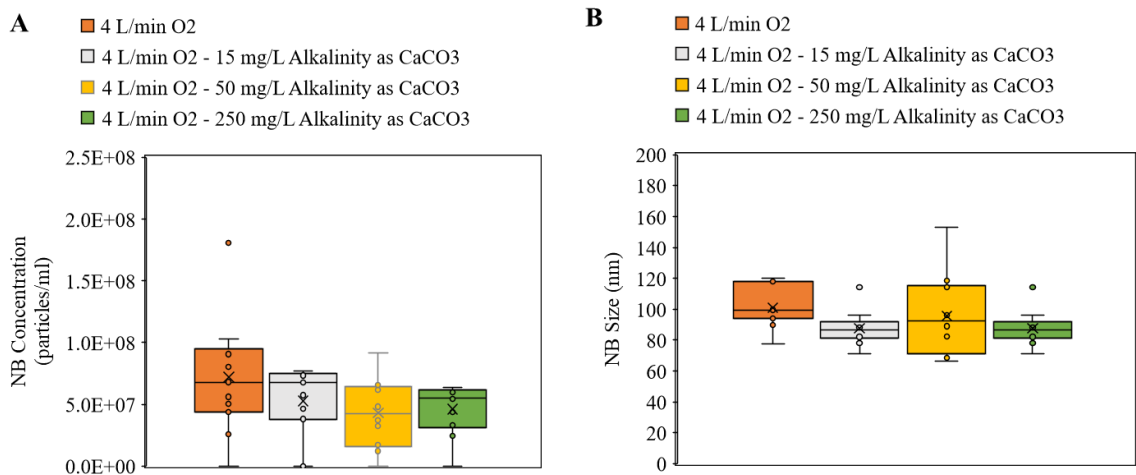 A
4 L/min O2
4 L/min O2 - 15 mg/L Alkalinity as CaCO3
4 L/min O2 - 50 mg/L Alkalinity as CaCO3
4 L/min O2 - 250 mg/L Alkalinity as CaCO3
2.5E+08
2.0E+08
1.5E+08
1.0E+08
5.0E+07
0.0E+00
NB Concentration
(particles/ml)
B
4 L/min O2
4 L/min O2 - 15 mg/L Alkalinity as CaCO3
4 L/min O2 - 50 mg/L Alkalinity as CaCO3
4 L/min O2 - 250 mg/L Alkalinity as CaCO3
200
180
160
140
120
100
80
60
40
20
0
NB Size (nm)